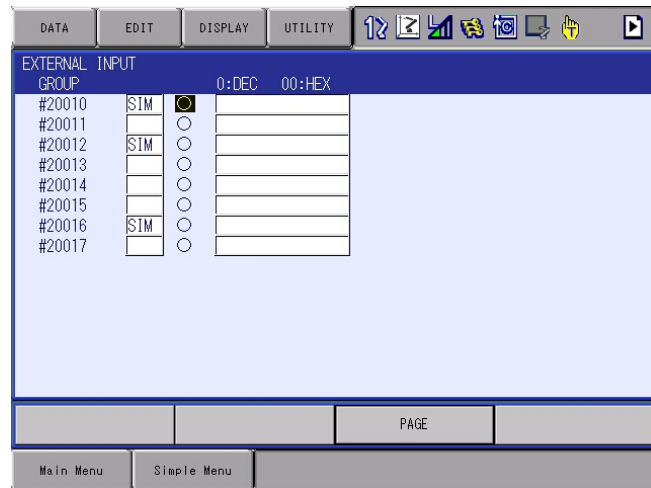 DATA EDIT DISPLAY UTILITY
EXTERNAL INPUT
GROUP 0:DEC 00:HEX
#20010 SIM
#20011
#20012 SIM
#20013
#20014
#20015
#20016 SIM
#20017
PAGE
Main Menu Simple Menu